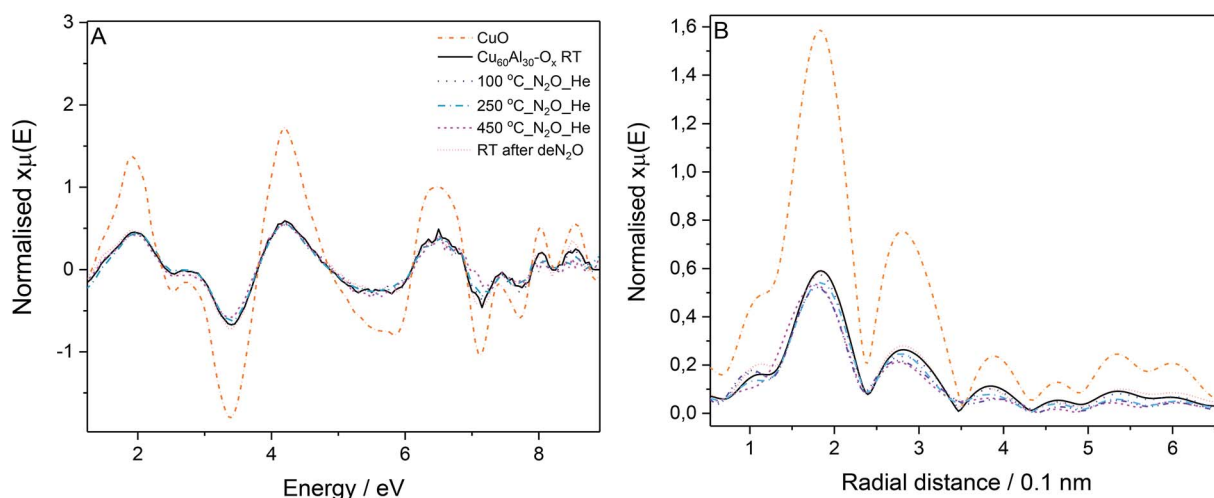 A
Normalised xµ(E)
3
2
1
0
-1
CuO
Cu₆₀Al₃₀-Oₓ RT
100 °C_N₂O_He
250 °C_N₂O_He
450 °C_N₂O_He
RT after deN₂O
2
4
6
8
Energy / eV
B
Normalised xµ(E)
1,6
1,4
1,2
1,0
0,8
0,6
0,4
0,2
0,0
1
2
3
4
5
6
Radial distance / 0.1 nm